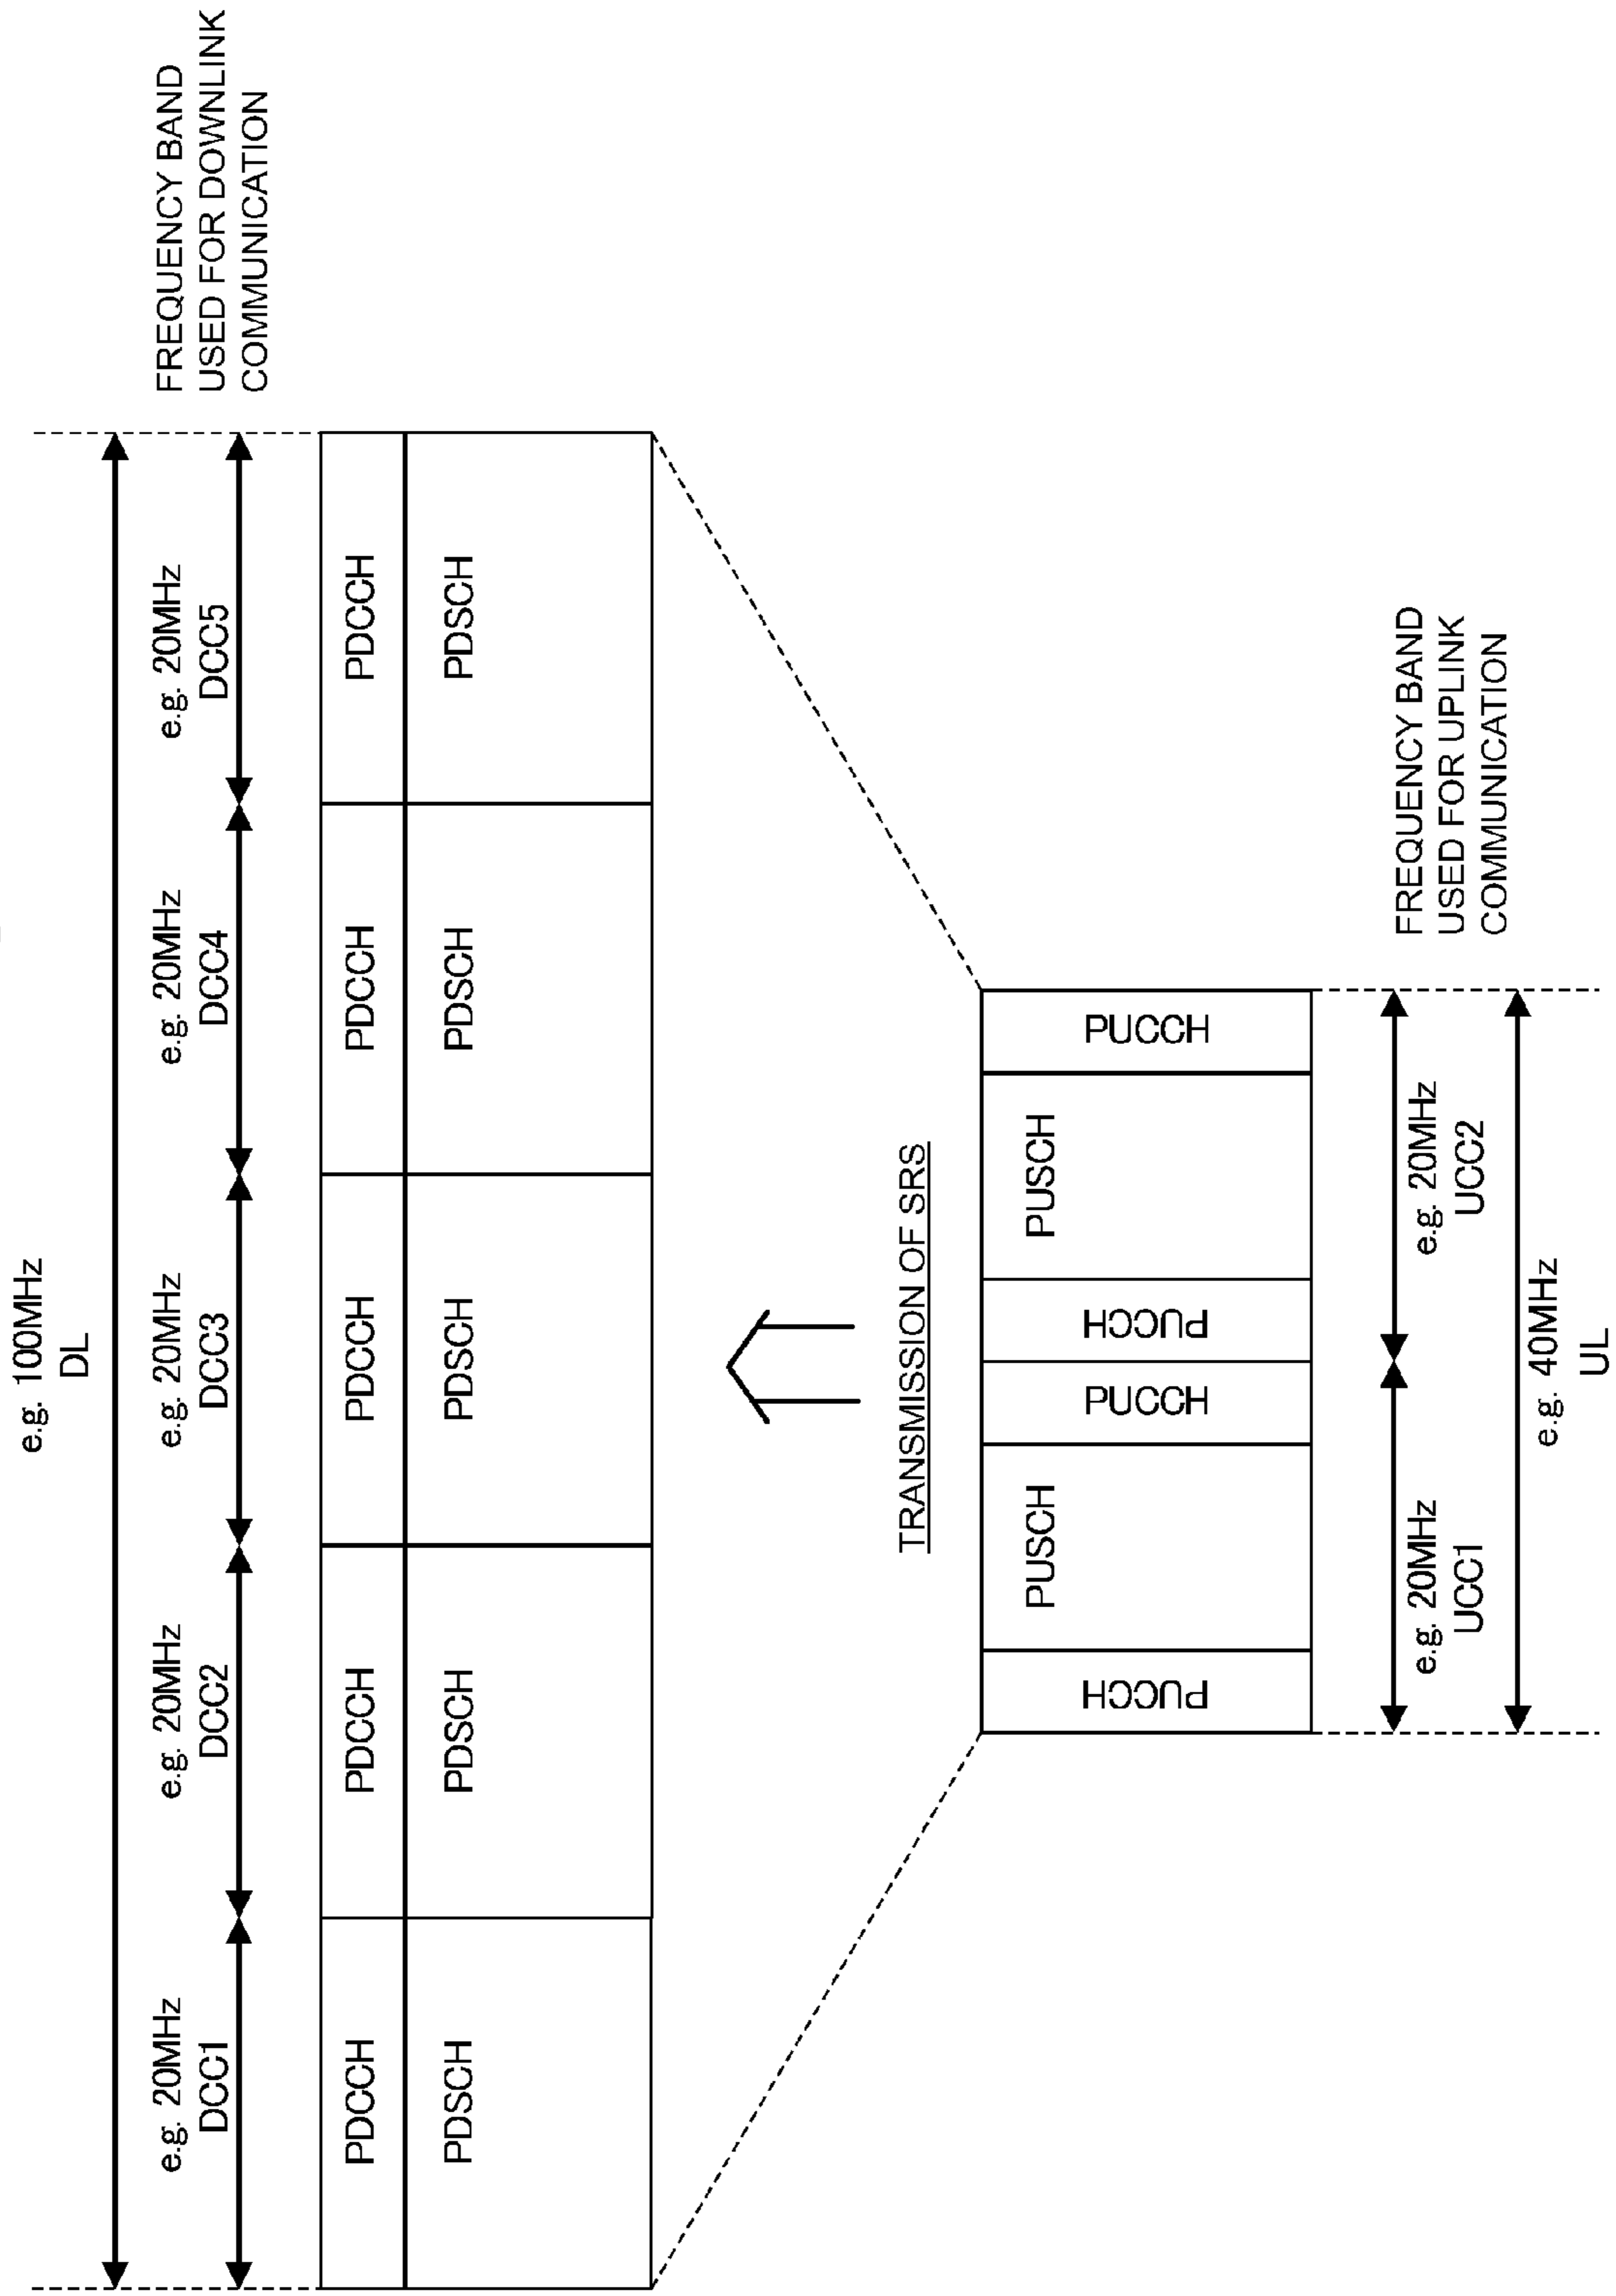 e.g. 100MHz
DL
FREQUENCY BAND
USED FOR DOWNLINK
COMMUNICATION
e.g. 20MHz
DCC1
e.g. 20MHz
DCC2
e.g. 20MHz
DCC3
e.g. 20MHz
DCC4
e.g. 20MHz
DCC5
PDCCH
PDCCH
PDCCH
PDCCH
PDCCH
PDSCH
PDSCH
PDSCH
PDSCH
PDSCH
TRANSMISSION OF SRS
PUCCH
PUSCH
PUCCH
PUCCH
PUSCH
PUCCH
e.g. 20MHz
UCC1
e.g. 20MHz
UCC2
FREQUENCY BAND
USED FOR UPLINK
COMMUNICATION
e.g. 40MHz
UL